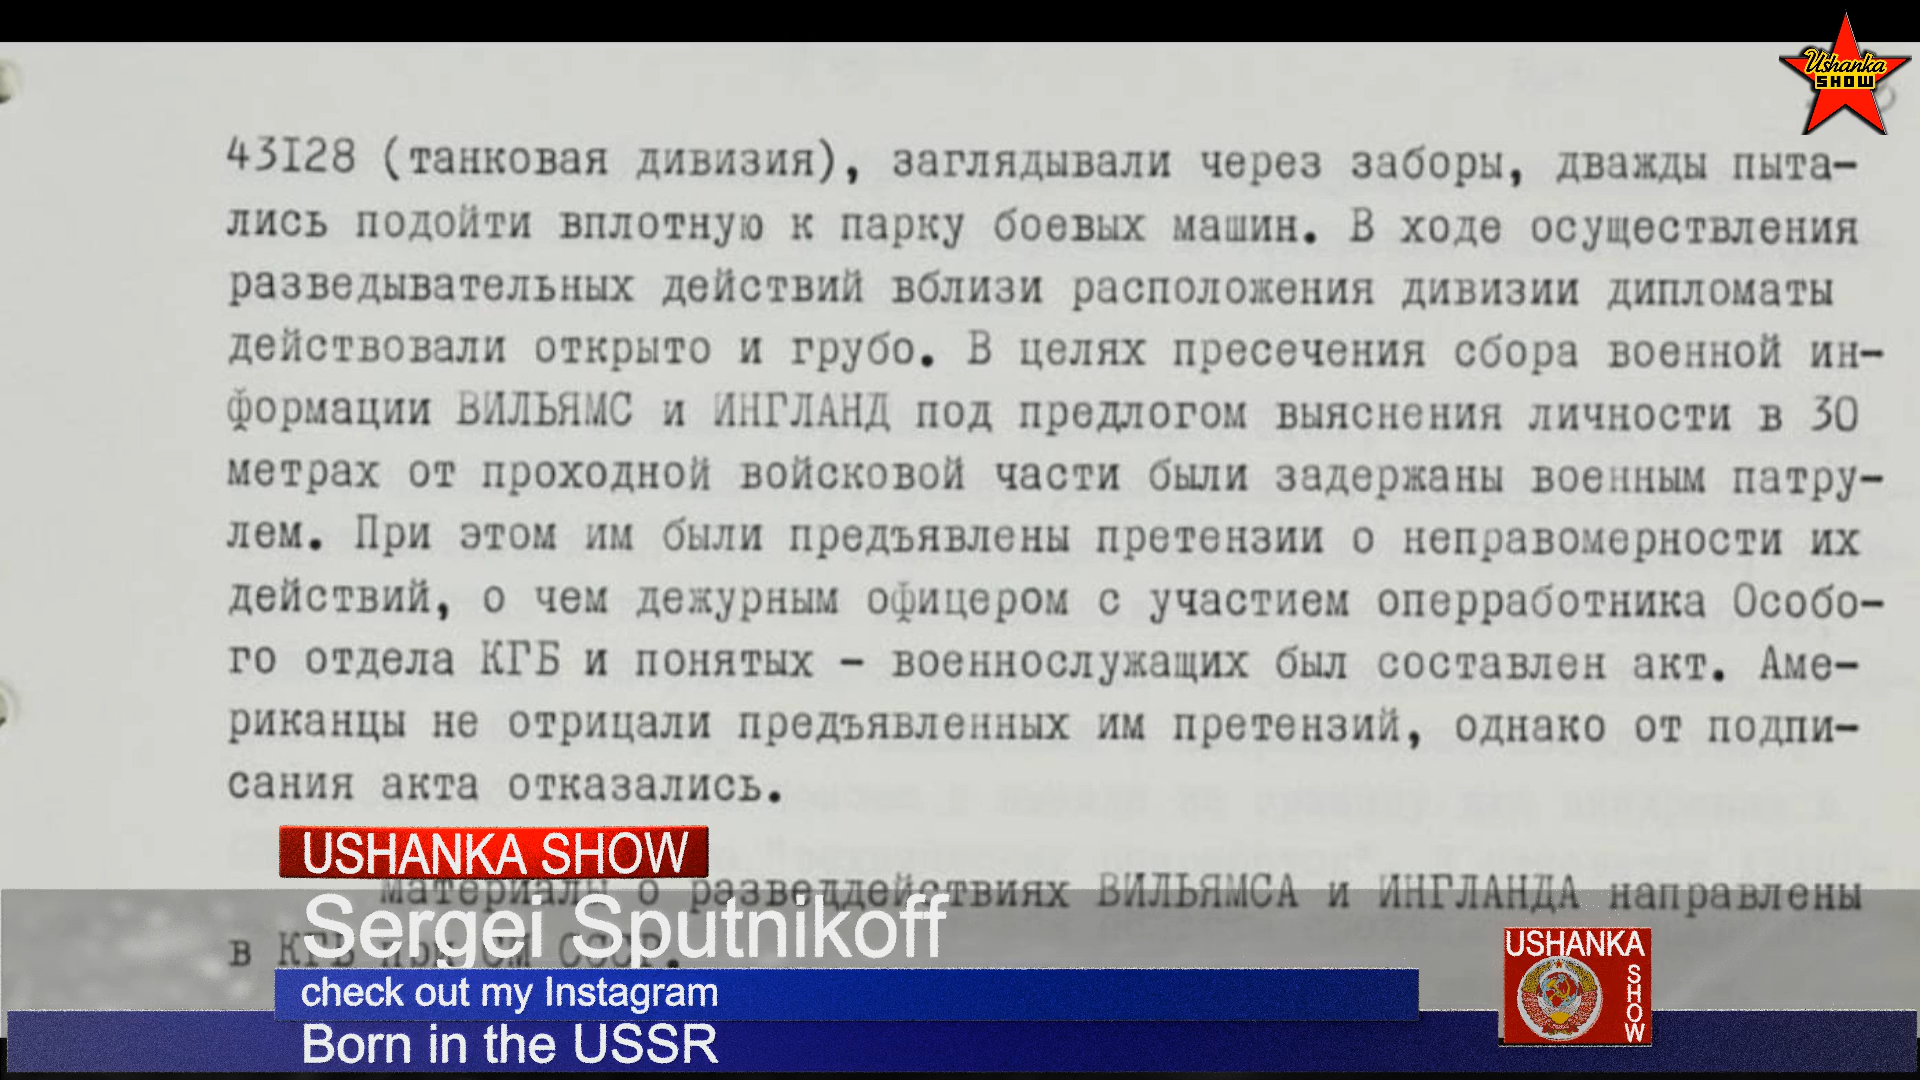 Ushanka
SHOW
43I28 (танковая дивизия), заглядывали через заборы, дважды пыта-
лись подойти вплотную к парку боевых машин. В ходе осуществления
разведывательных действий вблизи расположения дивизии дипломаты
действовали открыто и грубо. В целях пресечения сбора военной ин-
формации ВИЛЬЯМС и ИНГЛАНД под предлогом выяснения личности в 30
метрах от проходной войсковой части были задержаны военным патру-
лем. При этом им были предъявлены претензии о неправомерности их
действий, о чем дежурным офицером с участием оперработника Особо-
го отдела КГБ и понятых – военнослужащих был составлен акт. Аме-
риканцы не отрицали предъявленных им претензий, однако от подпи-
сания акта отказались.
USHANKA SHOW
материалы о разведдействиях ВИЛЬЯМСА и ИНГЛАНДА направлены
Sergei Sputnikoff
в КГБ при СМ СССР.
check out my Instagram
Born in the USSR
USHANKA
SHOW